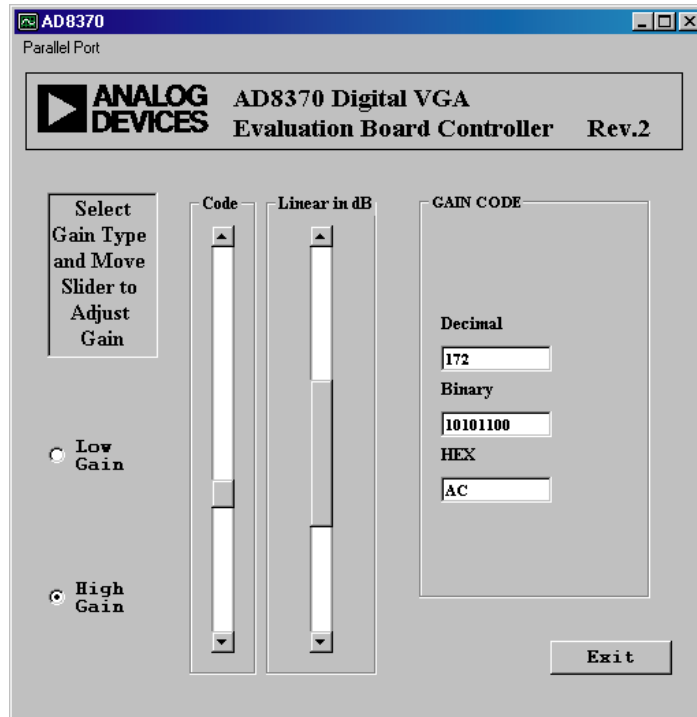 AD8370
Parallel Port
ANALOG
DEVICES
AD8370 Digital VGA
Evaluation Board Controller Rev.2
Select
Gain Type
and Move
Slider to
Adjust
Gain
Low
Gain
High
Gain
Code
Linear in dB
GAIN CODE
Decimal
172
Binary
10101100
HEX
AC
Exit